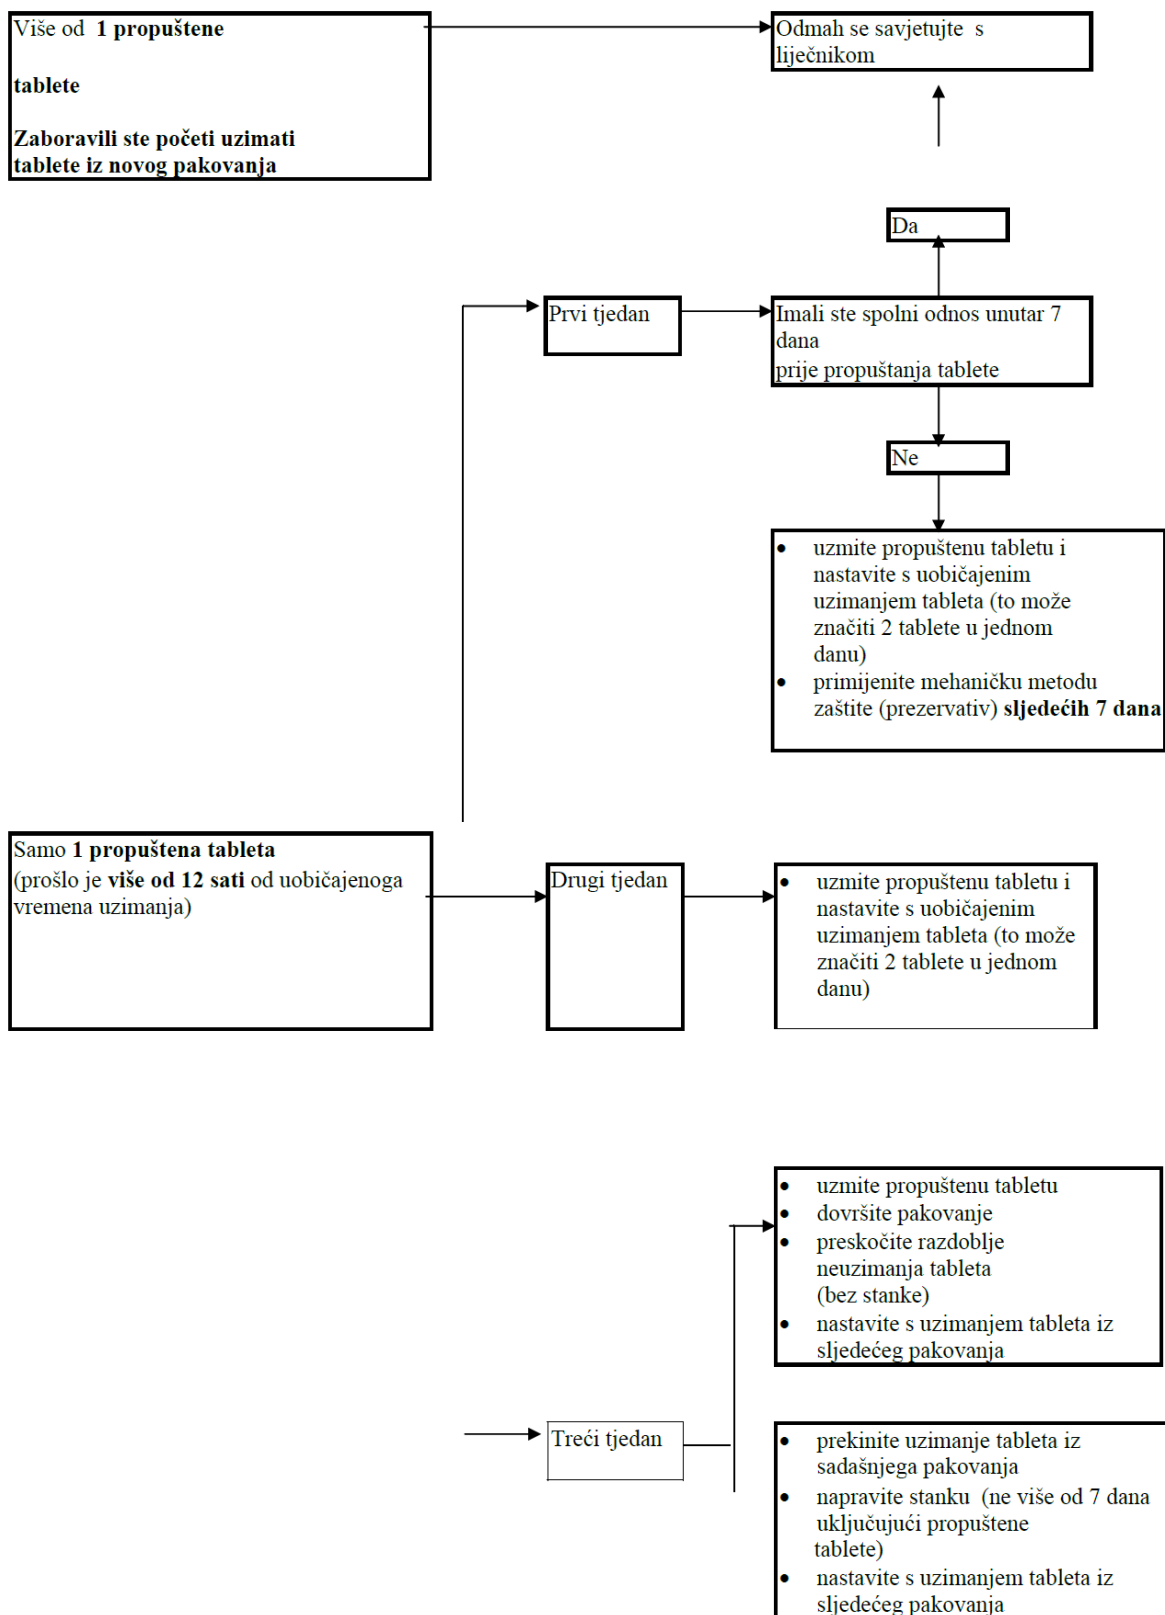 Više od 1 propuštene
tablete
Zaboravili ste početi uzimati
tablete iz novog pakovanja
Odmah se savjetujte s
liječnikom
Da
Prvi tjedan
Imali ste spolni odnos unutar 7
dana
prije propuštanja tablete
Ne
• uzmite propuštenu tabletu i
nastavite s uobičajenim
uzimanjem tableta (to može
značiti 2 tablete u jednom
danu)
• primijenite mehaničku metodu
zaštite (prezervativ) sljedećih 7 dana
Samo 1 propuštena tableta
(prošlo je više od 12 sati od uobičajenoga
vremena uzimanja)
Drugi tjedan
• uzmite propuštenu tabletu i
nastavite s uobičajenim
uzimanjem tableta (to može
značiti 2 tablete u jednom
danu)
• uzmite propuštenu tabletu
• dovršite pakovanje
• preskočite razdoblje
neuzimanja tableta
(bez stanke)
• nastavite s uzimanjem tableta iz
sljedećeg pakovanja
Treći tjedan
• prekinite uzimanje tableta iz
sadašnjega pakovanja
• napravite stanku (ne više od 7 dana
uključujući propuštene
tablete)
• nastavite s uzimanjem tableta iz
sljedećeg pakovanja